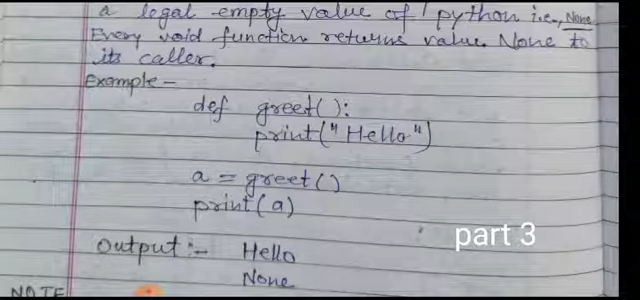 a legal empty value of python i.e., None
Every void function returns value None to
its caller.
Example:-
def greet():
print("Hello")
a = greet()
print(a)
part 3
Output:- Hello
None
NOTE